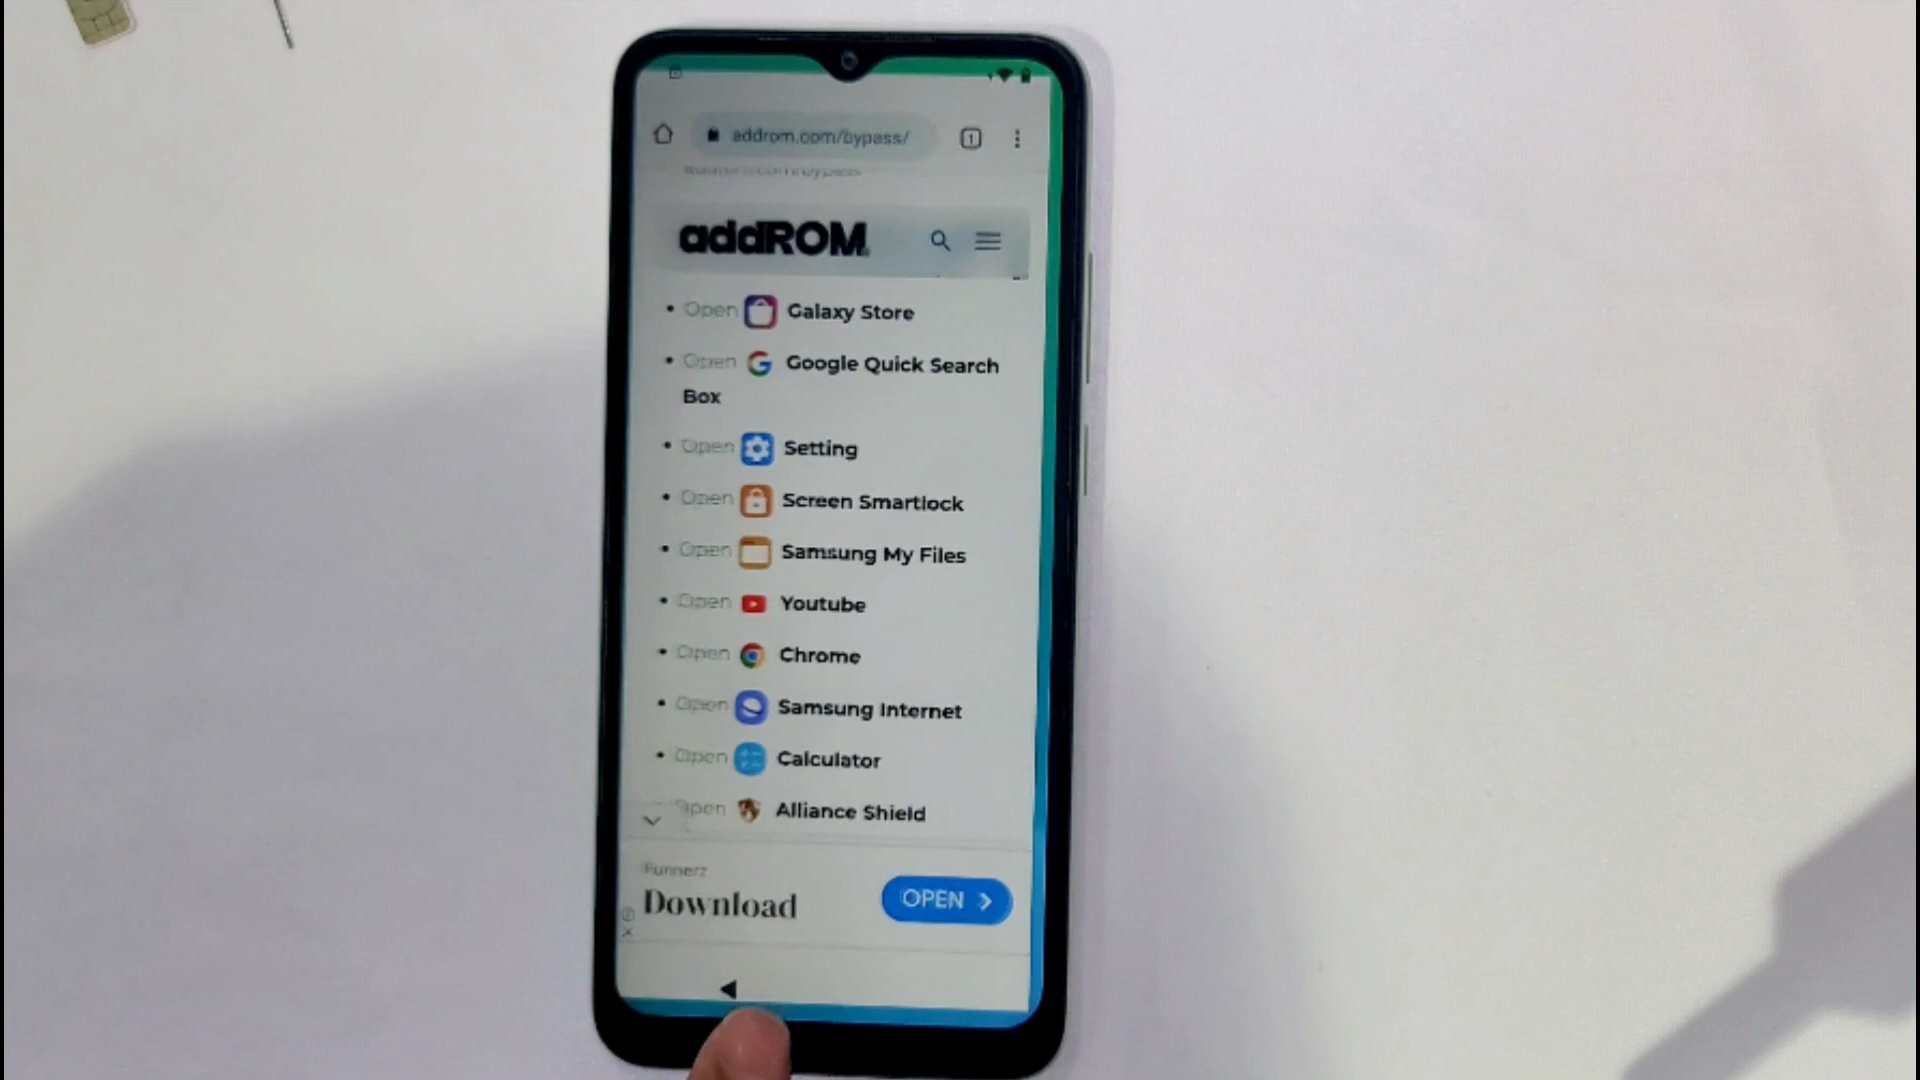 addrom.com/bypass/
1
addROM
• Open Galaxy Store
• Open Google Quick Search
Box
• Open Setting
• Open Screen Smartlock
• Open Samsung My Files
• Open Youtube
• Open Chrome
• Open Samsung Internet
• Open Calculator
Open Alliance Shield
Funnerz
Download
OPEN